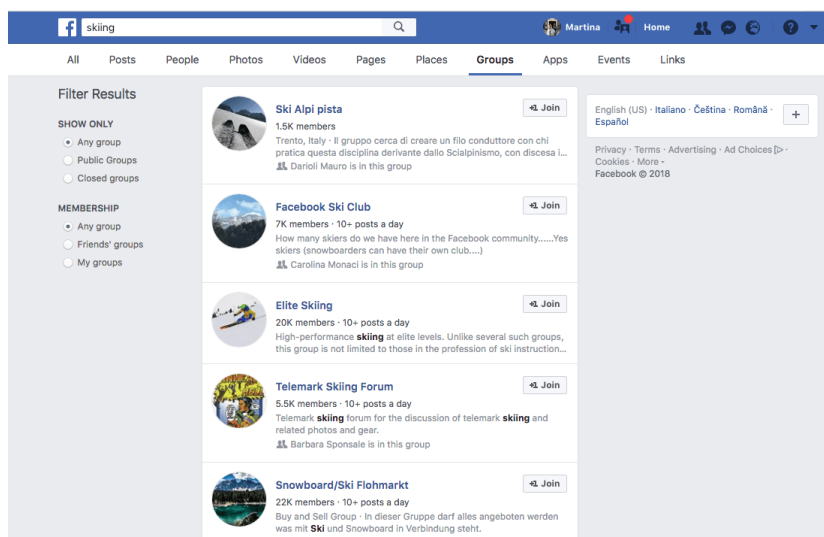 f skiing Martina Home ?
All Posts People Photos Videos Pages Places Groups Apps Events Links
Filter Results
SHOW ONLY
Any group
Public Groups
Closed groups
MEMBERSHIP
Any group
Friends' groups
My groups
Ski Alpi pista
+1 Join
1.5K members
Trento, Italy · Il gruppo cerca di creare un filo conduttore con chi
pratica questa disciplina derivante dallo Scialpinismo, con discesa i...
Darioli Mauro is in this group
Facebook Ski Club
+1 Join
7K members · 10+ posts a day
How many skiers do we have here in the Facebook community......Yes
skiers (snowboarders can have their own club....)
Carolina Monaci is in this group
Elite Skiing
+1 Join
20K members · 10+ posts a day
High-performance skiing at elite levels. Unlike several such groups,
this group is not limited to those in the profession of ski instruction...
Telemark Skiing Forum
+1 Join
5.5K members · 10+ posts a day
Telemark skiing forum for the discussion of telemark skiing and
related photos and gear.
Barbara Sponsale is in this group
Snowboard/Ski Flohmarkt
+1 Join
22K members · 10+ posts a day
Buy and Sell Group · In dieser Gruppe darf alles angeboten werden
was mit Ski und Snowboard in Verbindung steht.
English (US) · Italiano · Čeština · Română ·
Español
+
Privacy · Terms · Advertising · Ad Choices ·
Cookies · More
Facebook © 2018